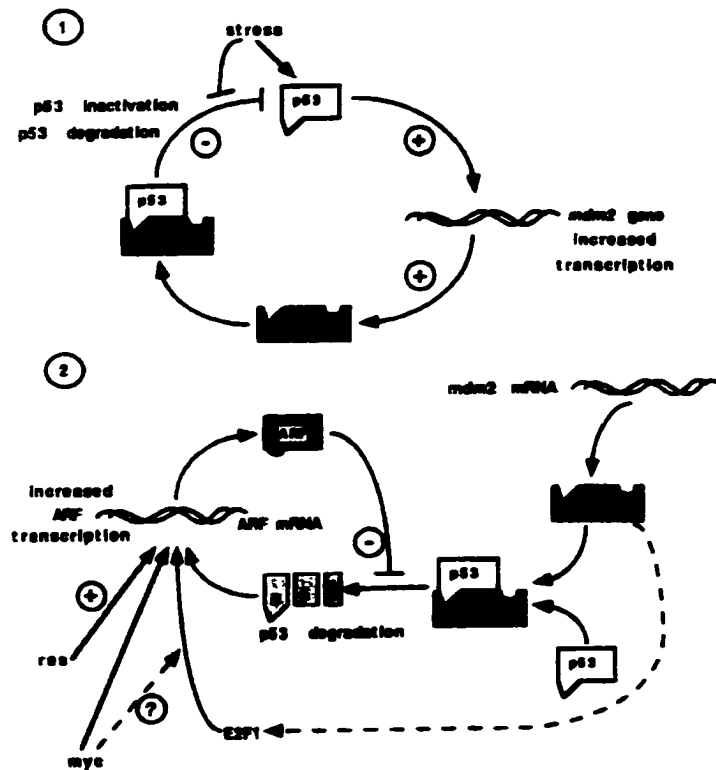 1
stress
p53
p53 inactivation
p53 degradation
-
+
p53
mdm2 gene
increased
transcription
+
2
mdm2 mRNA
ARF
increased
ARF
transcription
ARF mRNA
-
p53
p53 degradation
+
ras
p53
?
E2F1
myc